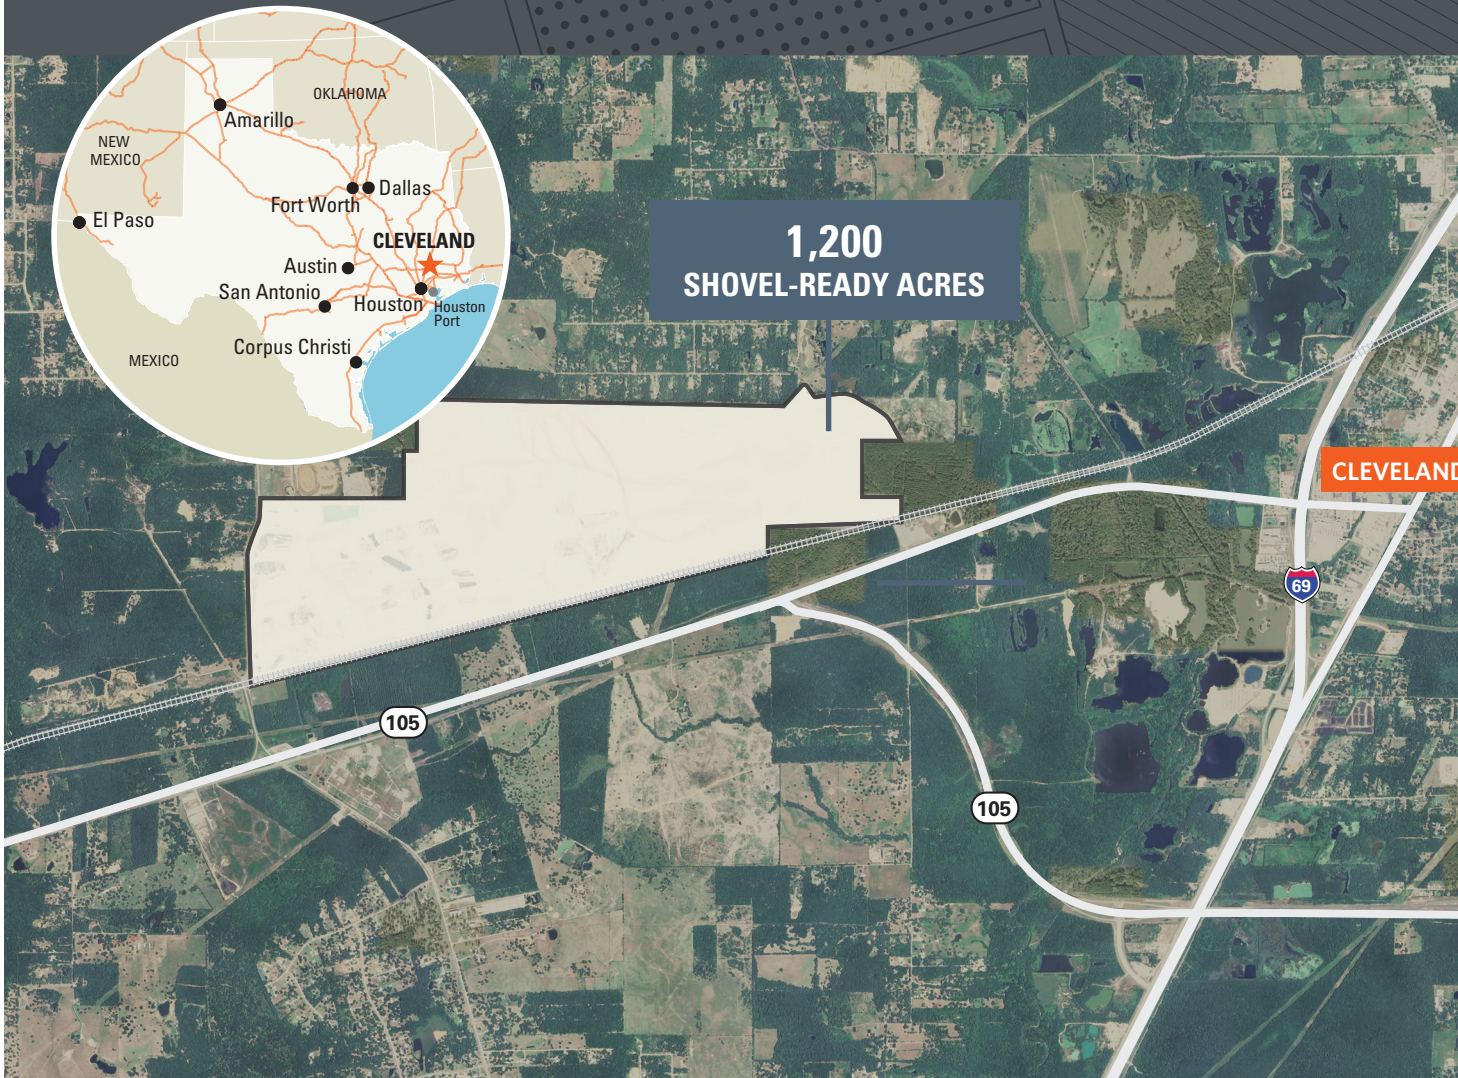 OKLAHOMA
Amarillo
NEW
MEXICO
Dallas
Fort Worth
El Paso
CLEVELAND
Austin
San Antonio
Houston
Houston
Port
Corpus Christi
MEXICO
1,200
SHOVEL-READY ACRES
CLEVELAND
69
105
105